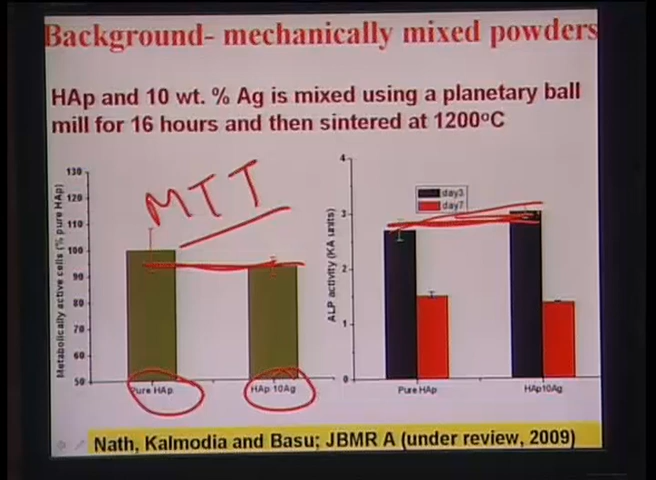 Background- mechanically mixed powders
HAp and 10 wt. % Ag is mixed using a planetary ball
mill for 16 hours and then sintered at 1200ºC
MTT
Metabolically active cells (% pure HAp)
130
120
110
100
90
80
70
60
50
Pure HAp
HAp 10Ag
ALP activity (KA units)
4
3
2
1
0
day3
day7
Pure HAp
HAp10Ag
Nath, Kalmodia and Basu; JBMR A (under review, 2009)